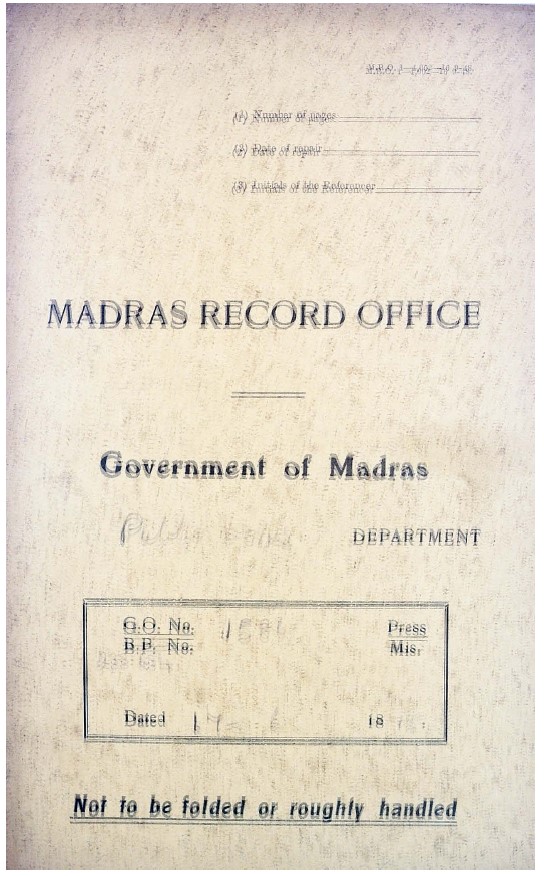 (1) Number of pages
(2) Date of repair
(3) Initials of the Referencer
MADRAS RECORD OFFICE
Government of Madras
Public DEPARTMENT
G.O. No. Press
B.P. No. Mis.
Dated 18
Not to be folded or roughly handled